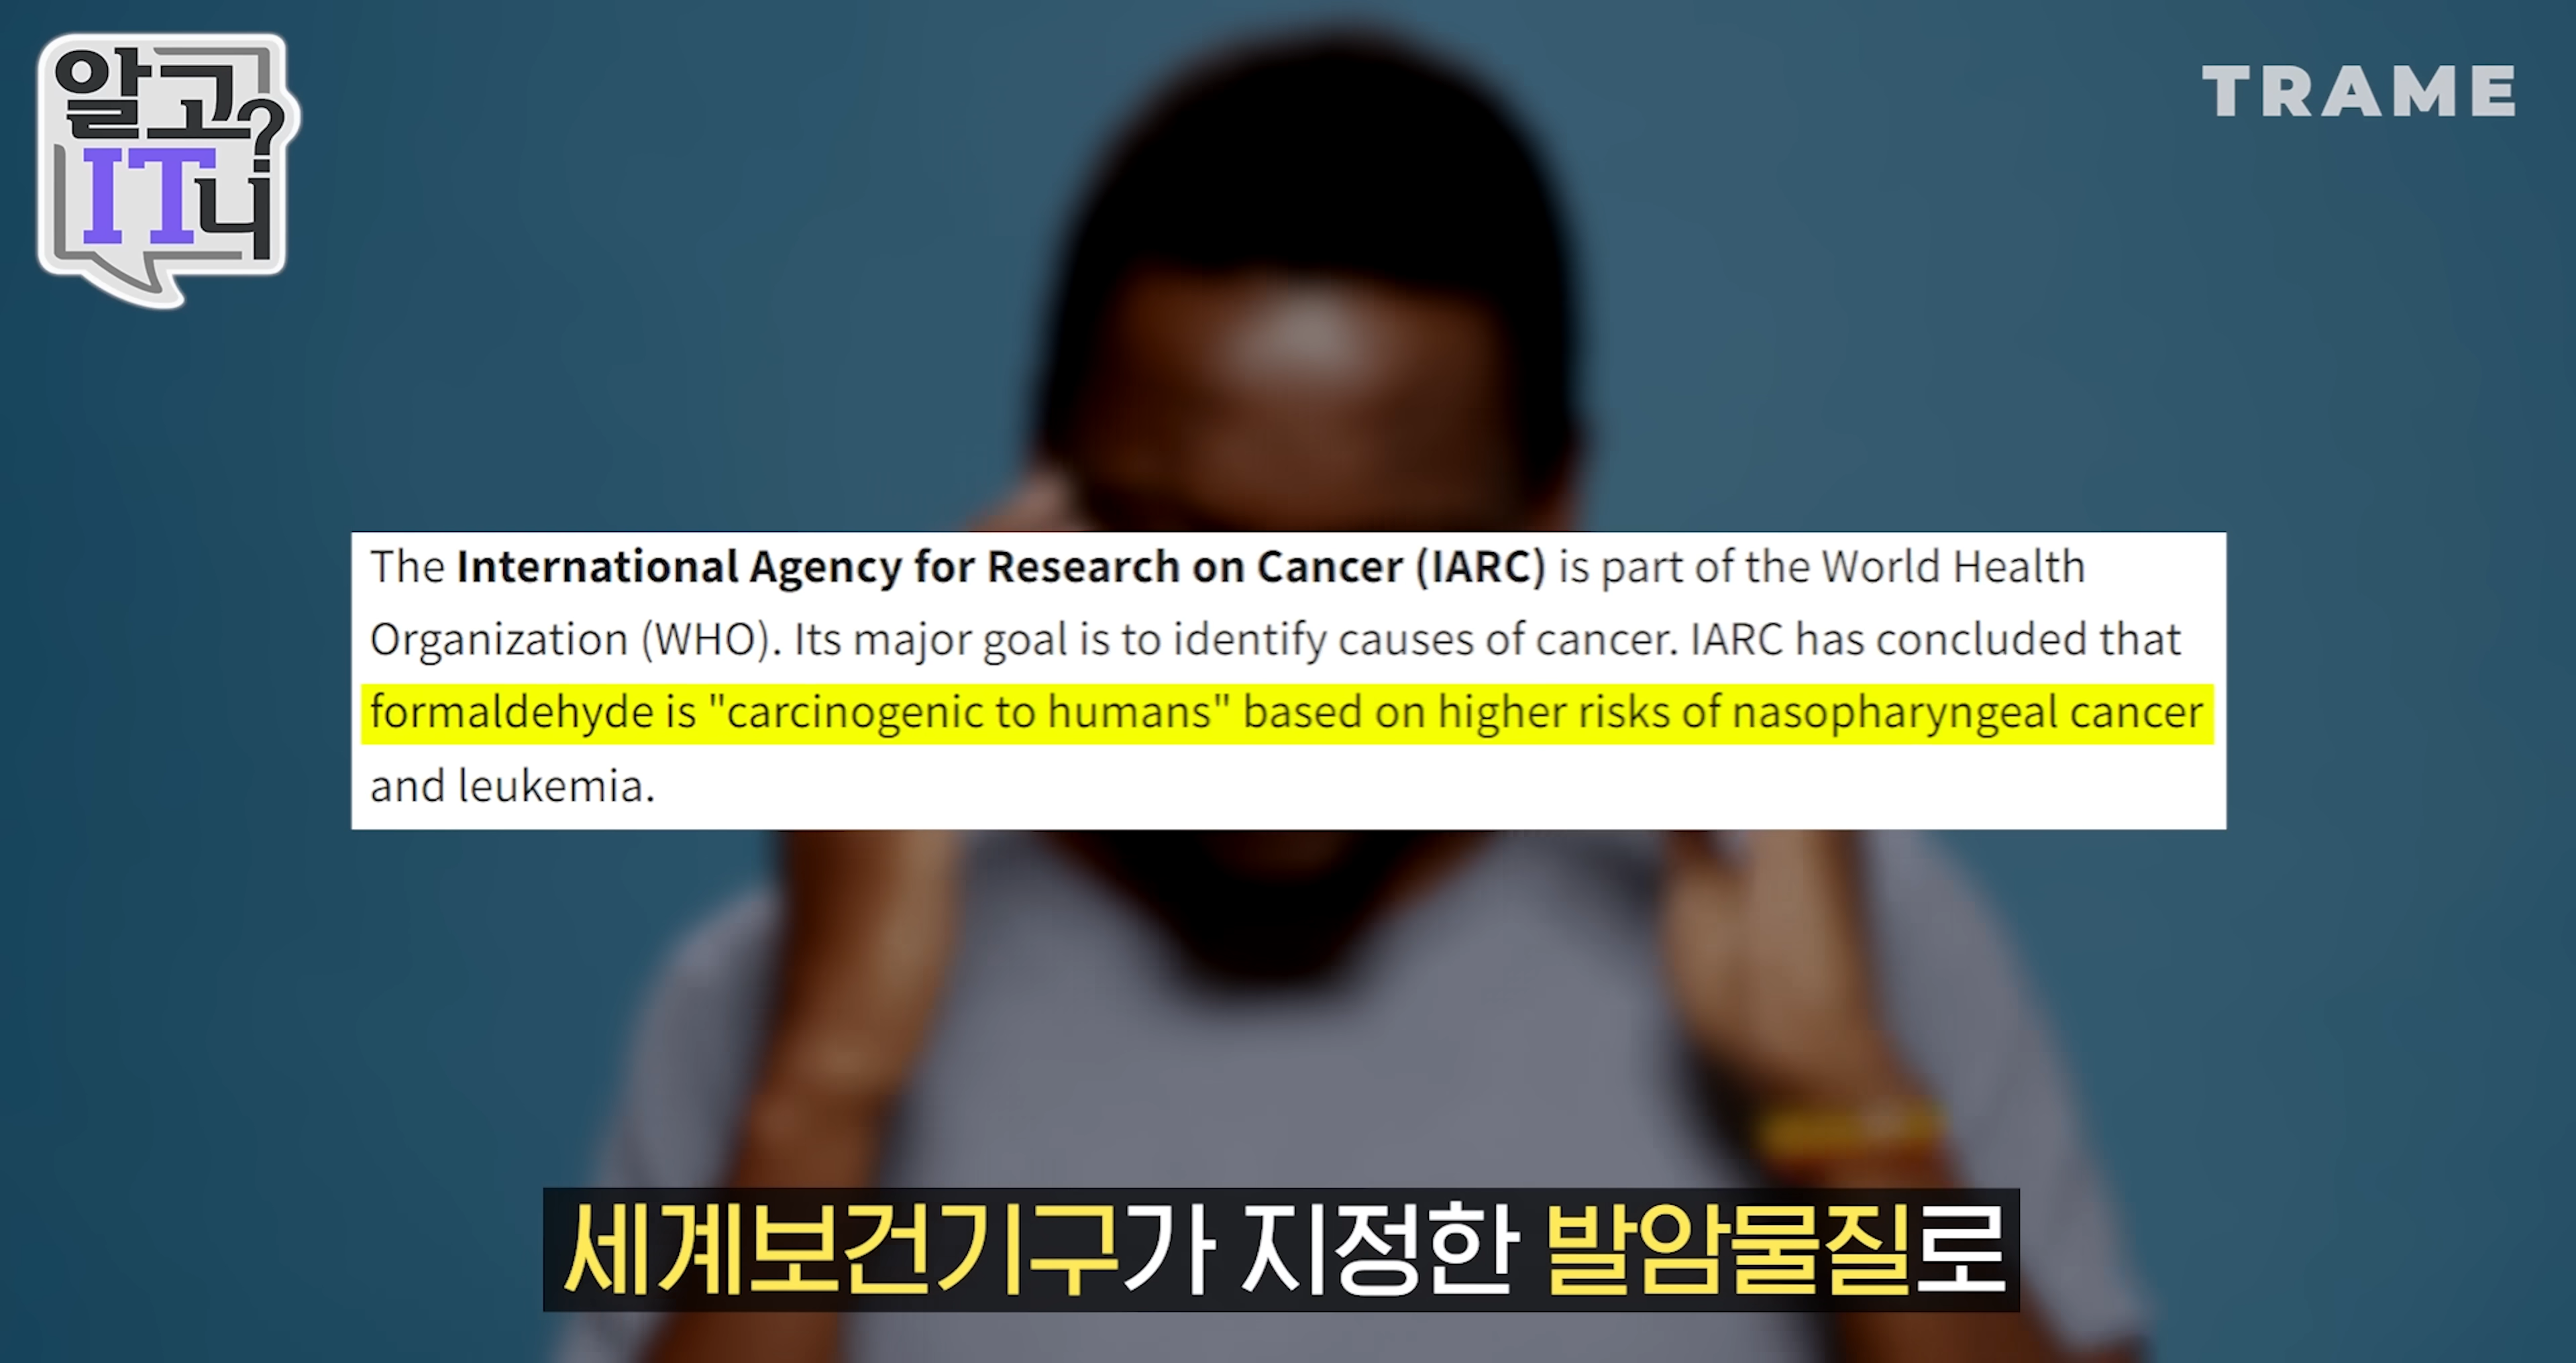 알고?
IT니
TRAME
The International Agency for Research on Cancer (IARC) is part of the World Health
Organization (WHO). Its major goal is to identify causes of cancer. IARC has concluded that
formaldehyde is "carcinogenic to humans" based on higher risks of nasopharyngeal cancer
and leukemia.
세계보건기구가 지정한 발암물질로